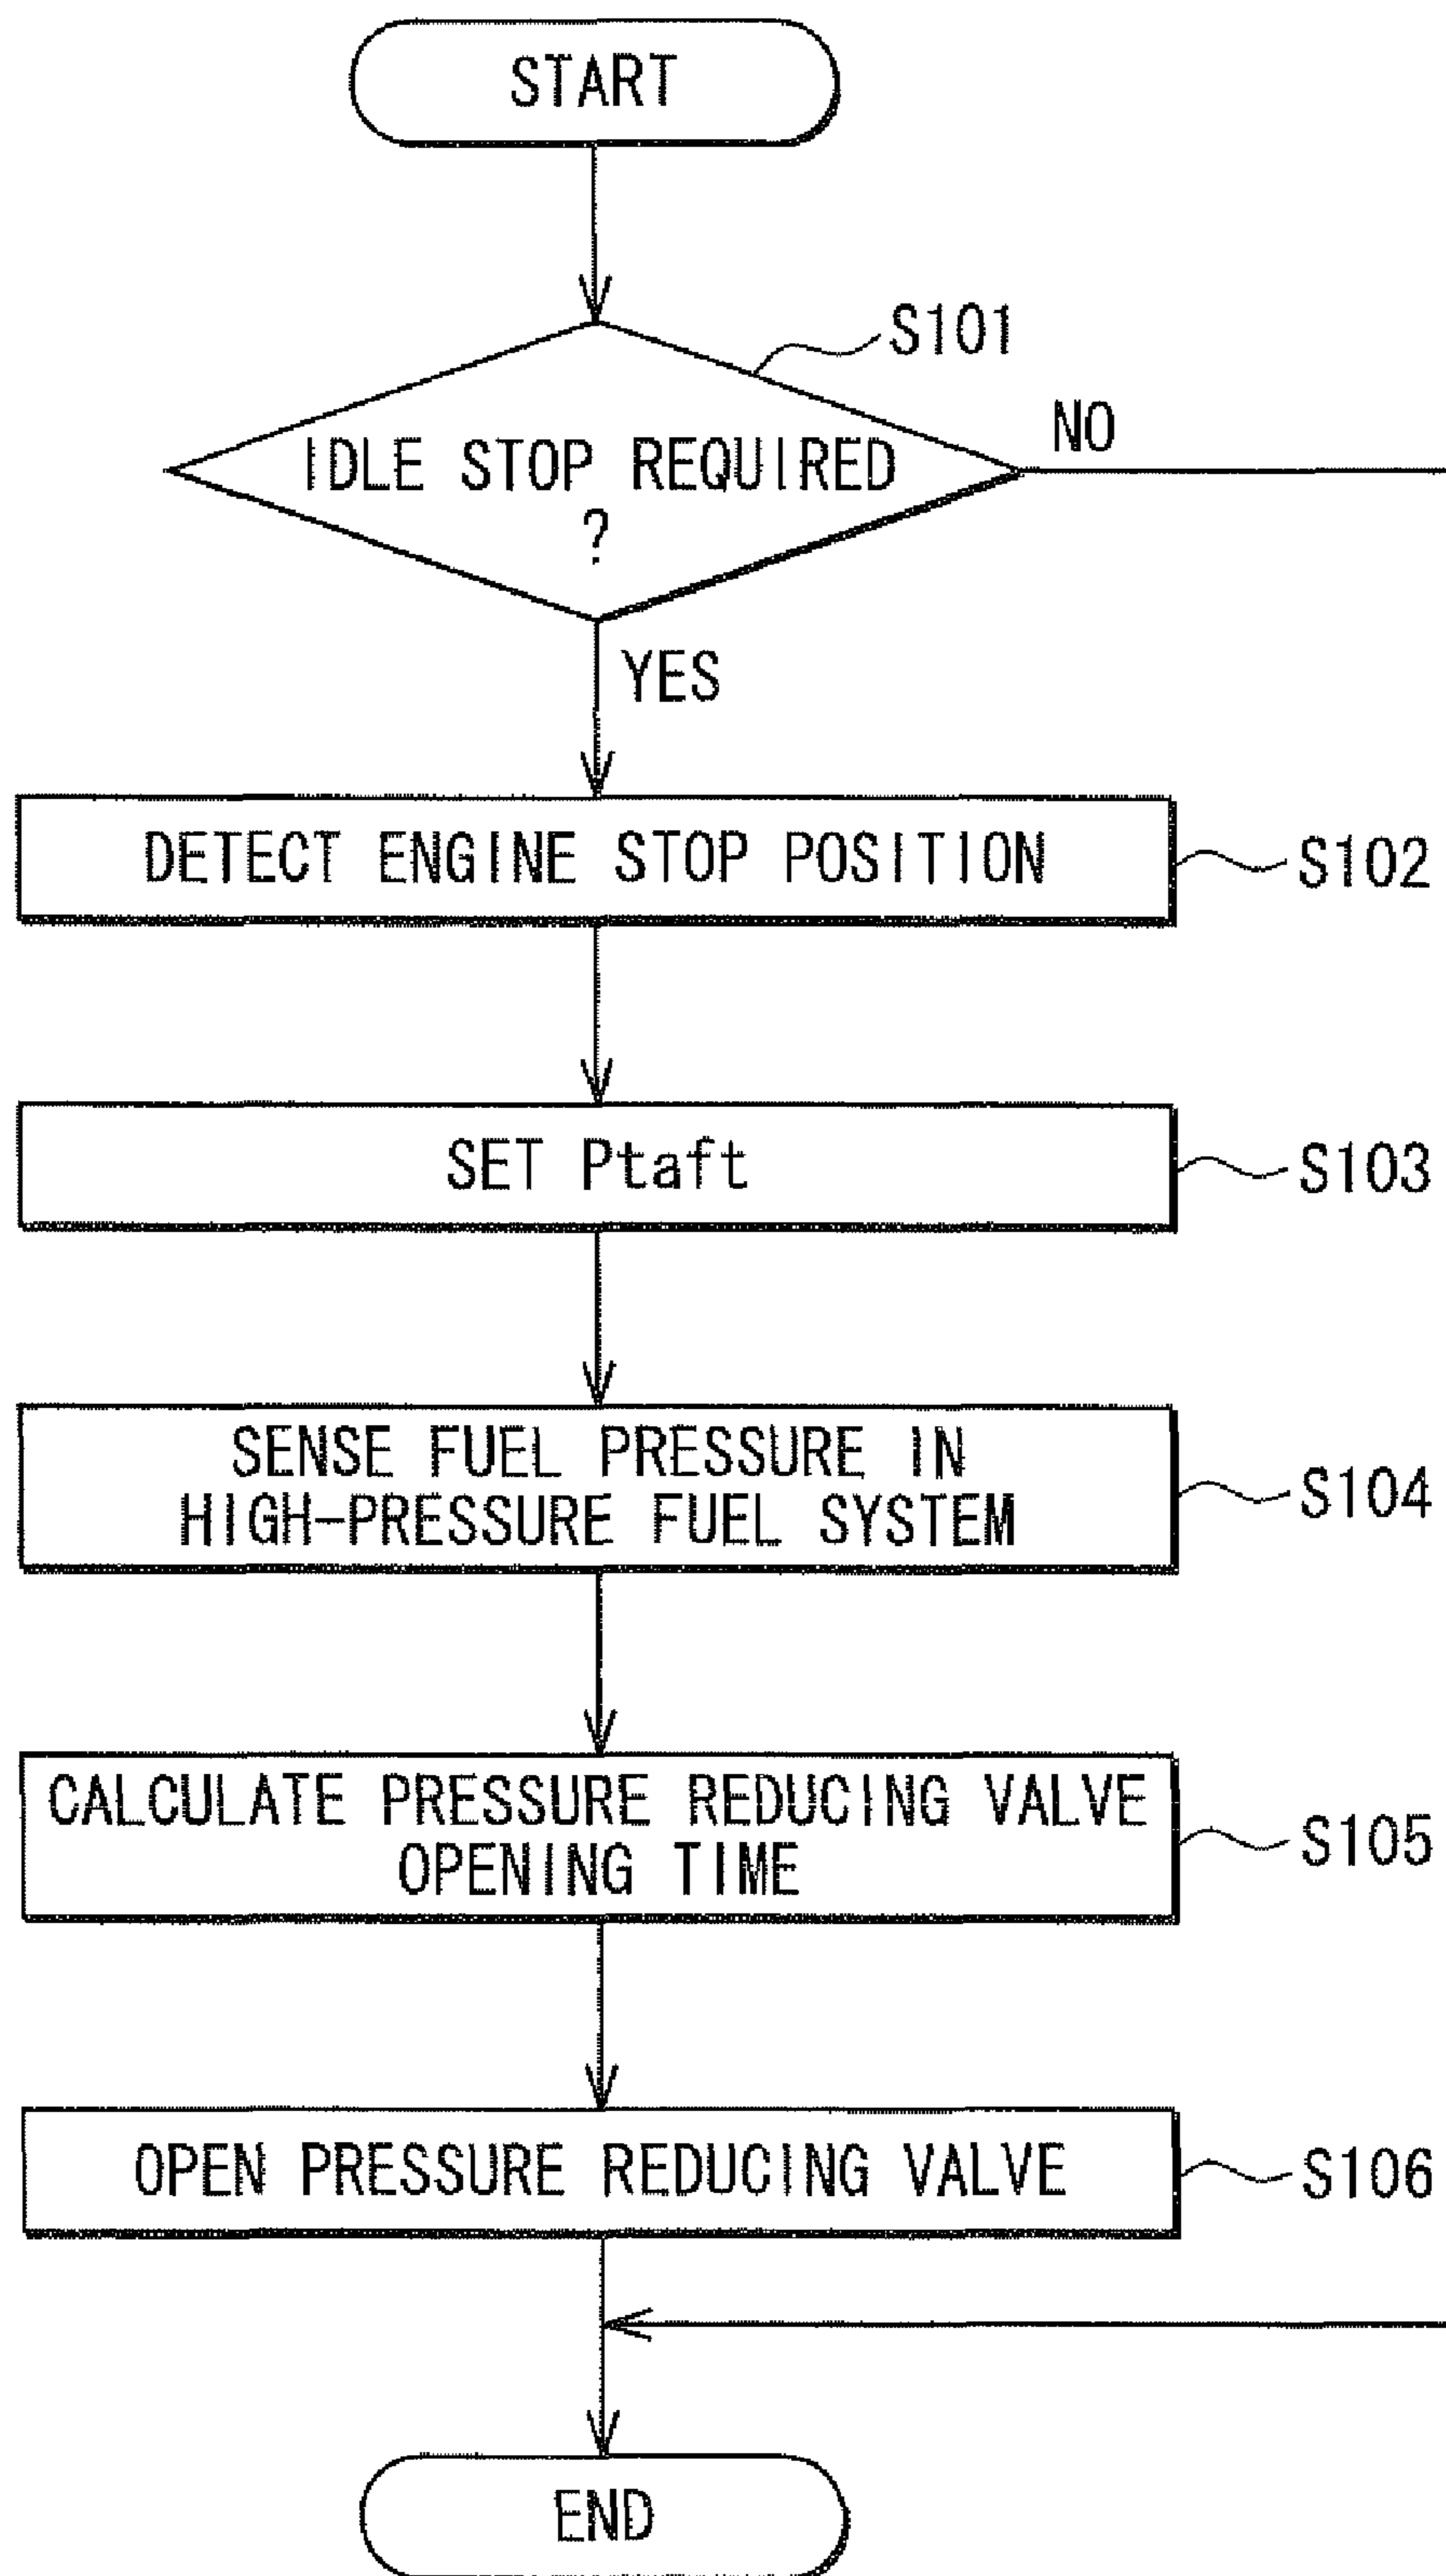 START
S101
IDLE STOP REQUIRED
?
NO
YES
DETECT ENGINE STOP POSITION
S102
SET Ptaft
S103
SENSE FUEL PRESSURE IN
HIGH-PRESSURE FUEL SYSTEM
S104
CALCULATE PRESSURE REDUCING VALVE
OPENING TIME
S105
OPEN PRESSURE REDUCING VALVE
S106
END